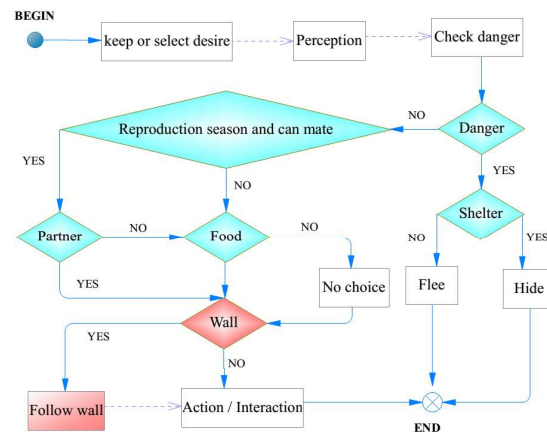 BEGIN
keep or select desire
Perception
Check danger
Reproduction season and can mate
NO
Danger
YES
NO
YES
Shelter
Partner
NO
Food
NO
NO
YES
YES
No choice
Flee
Hide
Wall
YES
NO
Follow wall
Action / Interaction
END